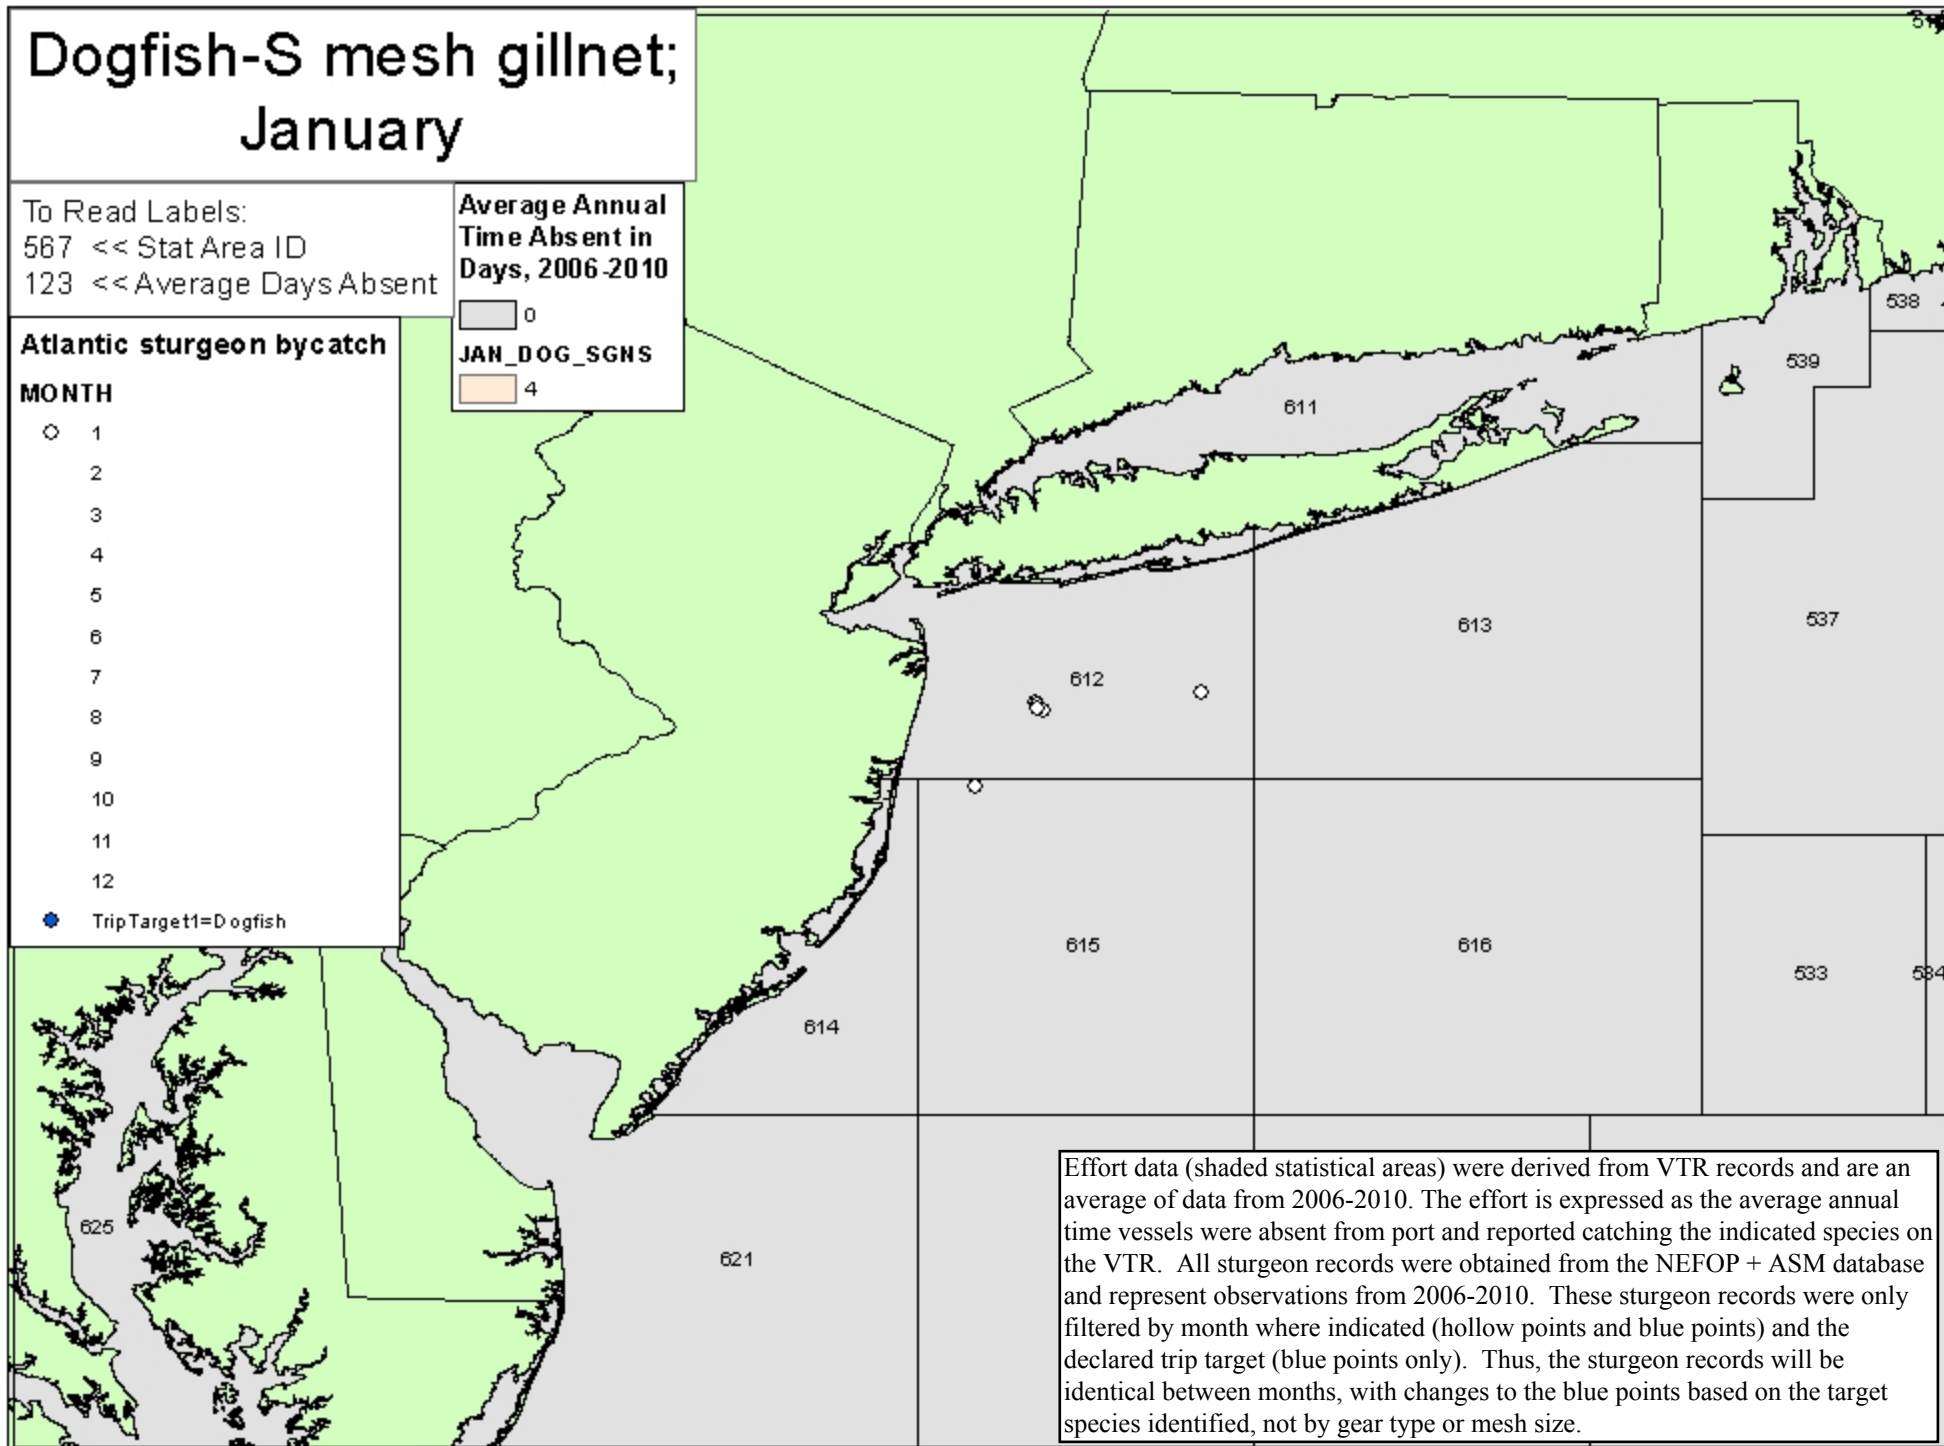 Dogfish-S mesh gillnet;
January
To Read Labels:
567 << Stat Area ID
123 << Average Days Absent
Average Annual
Time Absent in
Days, 2006-2010
0
JAN_DOG_SGNS
4
Atlantic sturgeon bycatch
MONTH
1
2
3
4
5
6
7
8
9
10
11
12
TripTarget1=Dogfish
538
539
611
613
537
612
615
616
533
534
614
625
621
Effort data (shaded statistical areas) were derived from VTR records and are an
average of data from 2006-2010. The effort is expressed as the average annual
time vessels were absent from port and reported catching the indicated species on
the VTR.  All sturgeon records were obtained from the NEFOP + ASM database
and represent observations from 2006-2010.  These sturgeon records were only
filtered by month where indicated (hollow points and blue points) and the
declared trip target (blue points only).  Thus, the sturgeon records will be
identical between months, with changes to the blue points based on the target
species identified, not by gear type or mesh size.